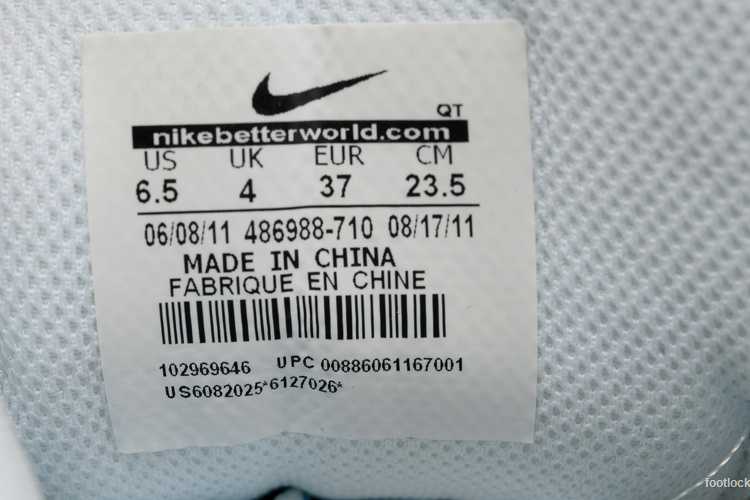 QT
nikebetterworld.com
US UK EUR CM
6.5 4 37 23.5
06/08/11 486988-710 08/17/11
MADE IN CHINA
FABRIQUE EN CHINE
102969646 UPC 00886061167001
US6082025*6127026*
footlock